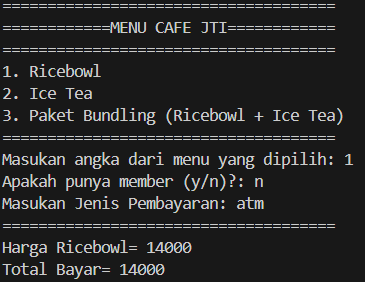 ====================================
============MENU CAFE JTI============
====================================
1. Ricebowl
2. Ice Tea
3. Paket Bundling (Ricebowl + Ice Tea)
====================================
Masukan angka dari menu yang dipilih: 1
Apakah punya member (y/n)?: n
Masukan Jenis Pembayaran: atm
====================================
Harga Ricebowl= 14000
Total Bayar= 14000